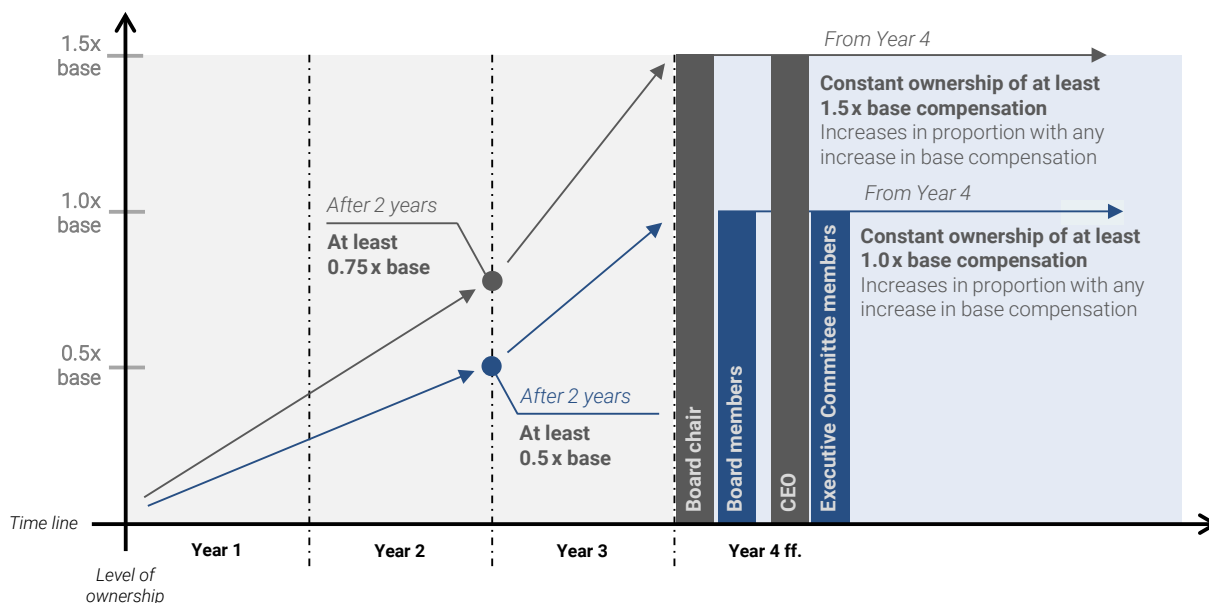 1.5x
base
1.0x
base
0.5x
base
From Year 4
Constant ownership of at least
1.5x base compensation
Increases in proportion with any
increase in base compensation
From Year 4
Constant ownership of at least
1.0x base compensation
Increases in proportion with any
increase in base compensation
After 2 years
At least
0.75x base
After 2 years
At least
0.5x base
Board chair
Board members
CEO
Executive Committee members
Time line
Year 1
Year 2
Year 3
Year 4 ff.
Level of
ownership